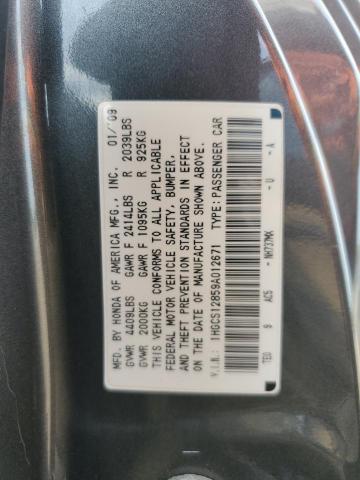 MFD. BY HONDA OF AMERICA MFG., INC. 01/'09
GVWR 4409LBS GAWR F 2414LBS R 2039LBS
GVWR 2000KG GAWR F 1095KG R 925KG
THIS VEHICLE CONFORMS TO ALL APPLICABLE
FEDERAL MOTOR VEHICLE SAFETY, BUMPER,
AND THEFT PREVENTION STANDARDS IN EFFECT
ON THE DATE OF MANUFACTURE SHOWN ABOVE.
V.I.N.: 1HGCS12859A012671 TYPE: PASSENGER CAR
9 AC5 - NH737MX - U - A